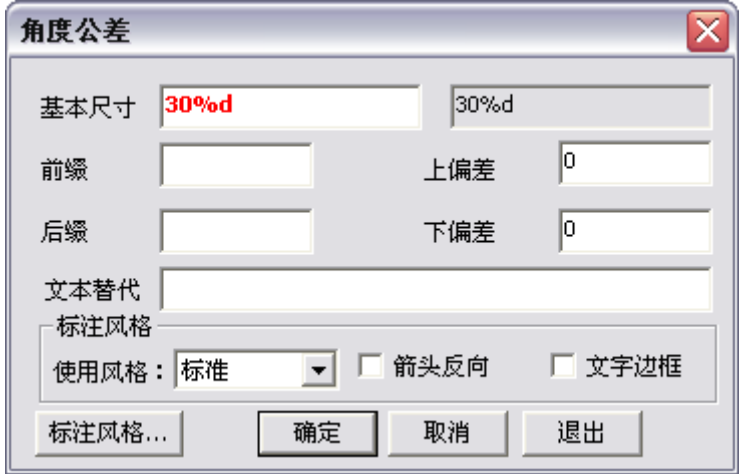 角度公差
基本尺寸 30%d 30%d
前缀 上偏差 0
后缀 下偏差 0
文本替代
标注风格
使用风格： 标准 箭头反向 文字边框
标注风格... 确定 取消 退出